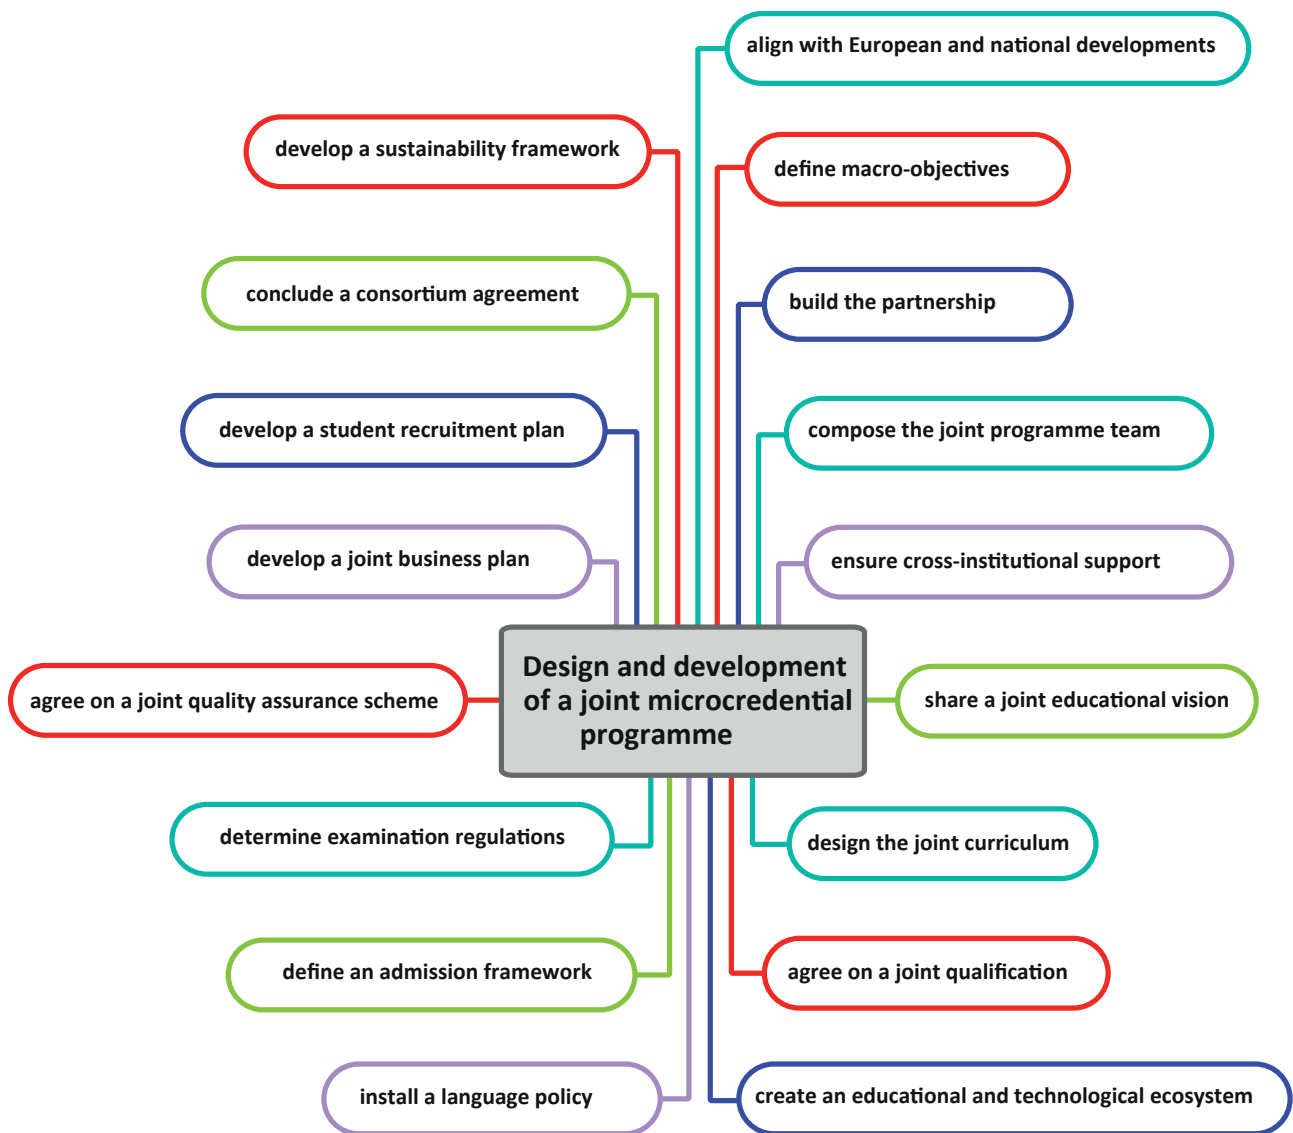 align with European and national developments
develop a sustainability framework
define macro-objectives
conclude a consortium agreement
build the partnership
develop a student recruitment plan
compose the joint programme team
develop a joint business plan
ensure cross-institutional support
Design and development
of a joint microcredential
programme
agree on a joint quality assurance scheme
share a joint educational vision
determine examination regulations
design the joint curriculum
define an admission framework
agree on a joint qualification
install a language policy
create an educational and technological ecosystem